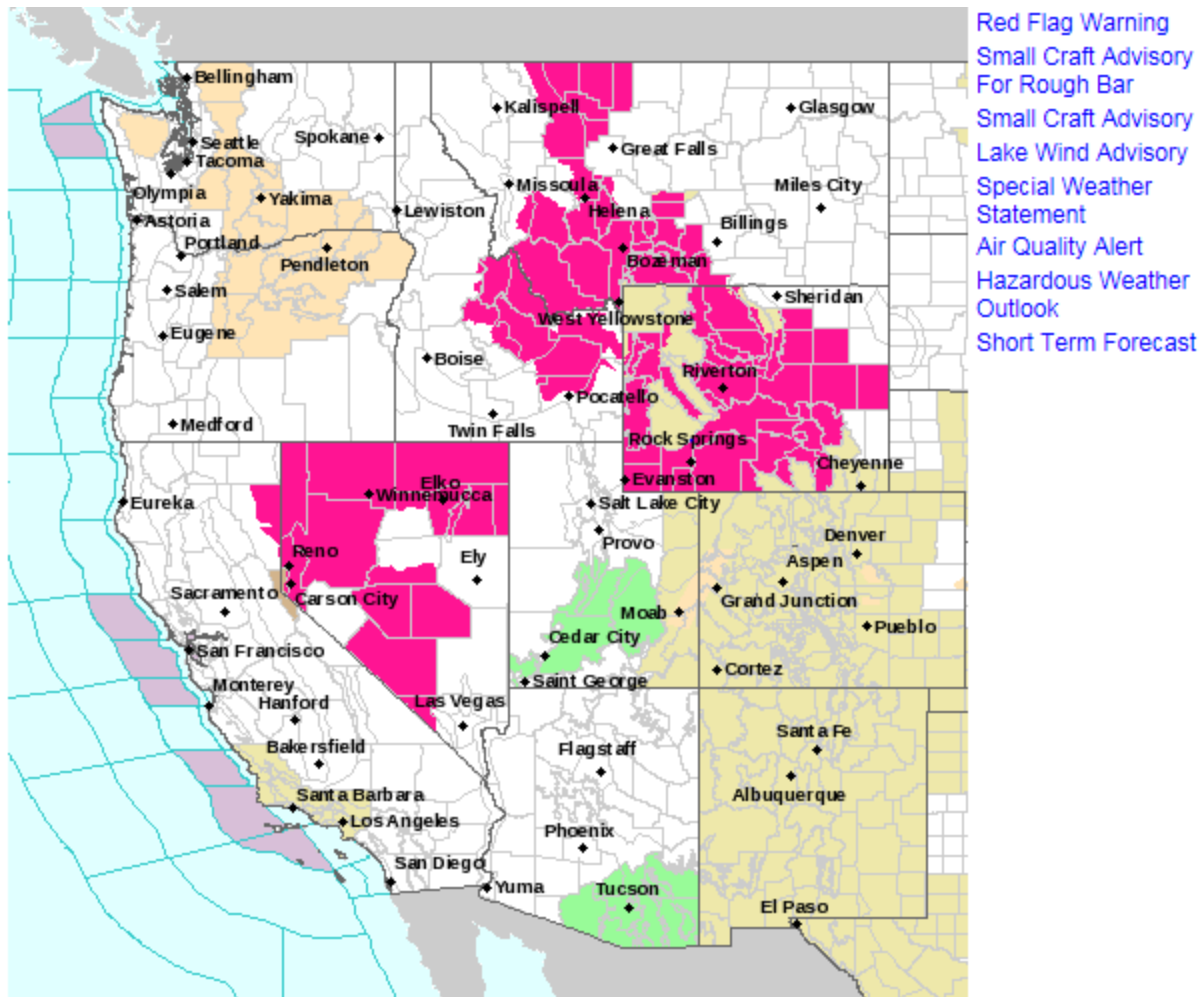 Red Flag Warning
Small Craft Advisory
For Rough Bar
Small Craft Advisory
Lake Wind Advisory
Special Weather
Statement
Air Quality Alert
Hazardous Weather
Outlook
Short Term Forecast
Bellingham
Kalispell
Glasgow
Seattle
Spokane
Great Falls
Tacoma
Olympia
Yakima
Lewiston
Missoula
Helena
Miles City
Astoria
Portland
Billings
Pendleton
Bozeman
Salem
Sheridan
Eugene
West Yellowstone
Boise
Riverton
Pocatello
Medford
Twin Falls
Rock Springs
Cheyenne
Evanston
Eureka
Winnemucca
Elko
Salt Lake City
Provo
Denver
Reno
Ely
Aspen
Sacramento
Carson City
Grand Junction
Moab
Pueblo
San Francisco
Cedar City
Saint George
Cortez
Monterey
Hanford
Las Vegas
Bakersfield
Flagstaff
Santa Fe
Albuquerque
Santa Barbara
Los Angeles
Phoenix
San Diego
Yuma
Tucson
El Paso